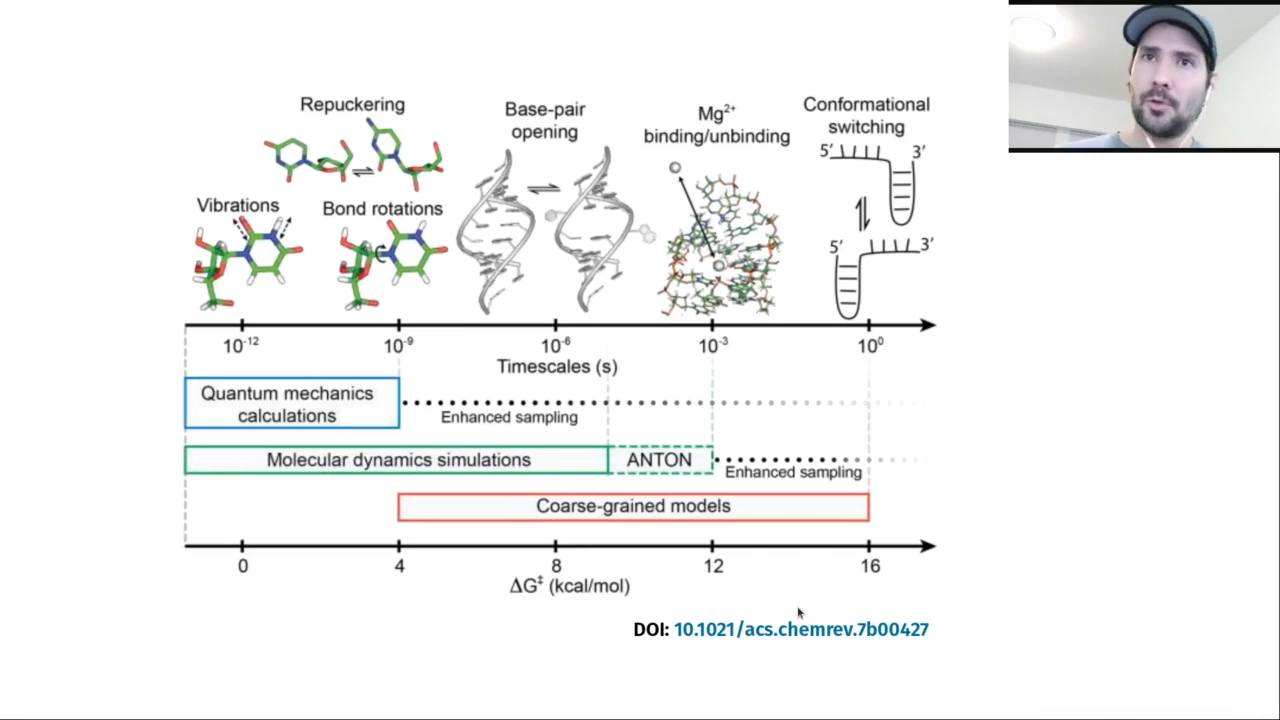 Repuckering
Base-pair
opening
Mg²⁺
binding/unbinding
Conformational
switching
5′ 3′
Vibrations
Bond rotations
5′ 3′
10⁻¹² 10⁻⁹ 10⁻⁶ 10⁻³ 10⁰
Timescales (s)
Quantum mechanics
calculations
Enhanced sampling
Molecular dynamics simulations
ANTON
Enhanced sampling
Coarse-grained models
0 4 8 12 16
ΔG‡ (kcal/mol)
DOI: 10.1021/acs.chemrev.7b00427
N H
N